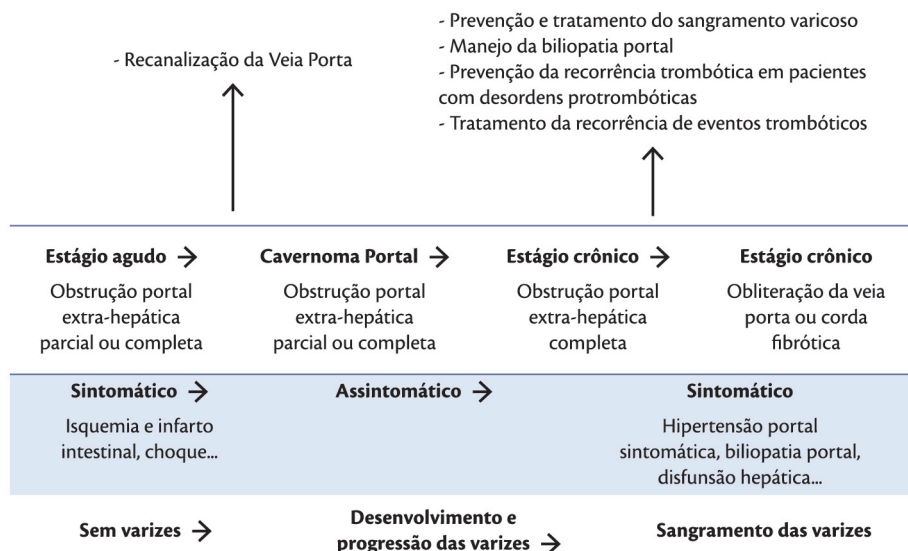 - Recanalização da Veia Porta
- Prevenção e tratamento do sangramento varicoso
- Manejo da biliopatia portal
- Prevenção da recorrência trombótica em pacientes
com desordens protrombóticas
- Tratamento da recorrência de eventos trombóticos
Estágio agudo →
Obstrução portal
extra-hepática
parcial ou completa
Cavernoma Portal →
Obstrução portal
extra-hepática
parcial ou completa
Estágio crônico →
Obstrução portal
extra-hepática
completa
Estágio crônico
Obliteração da veia
porta ou corda
fibrótica
Sintomático →
Isquemia e infarto
intestinal, choque...
Assintomático →
Sintomático
Hipertensão portal
sintomática, biliopatia portal,
disfunsão hepática...
Sem varizes →
Desenvolvimento e
progressão das varizes →
Sangramento das varizes